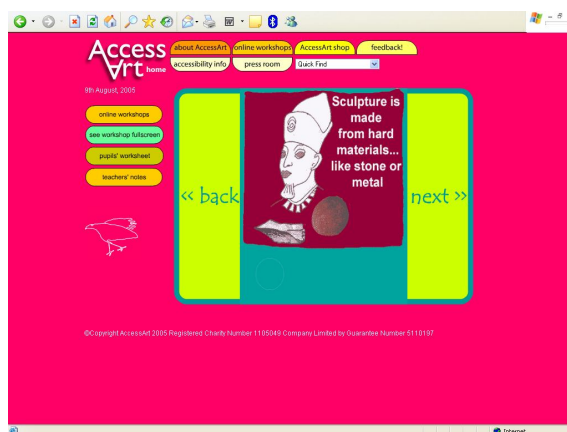 Access
Art home
about AccessArt
online workshops
AccessArt shop
feedback!
accessibility info
press room
Quick Find
9th August, 2005
online workshops
see workshop fullscreen
pupils' worksheet
teachers' notes
<< back
Sculpture is
made
from hard
materials...
like stone or
metal
next >>
©Copyright AccessArt 2005 Registered Charity Number 1105049 Company Limited by Guarantee Number 5110197
Internet